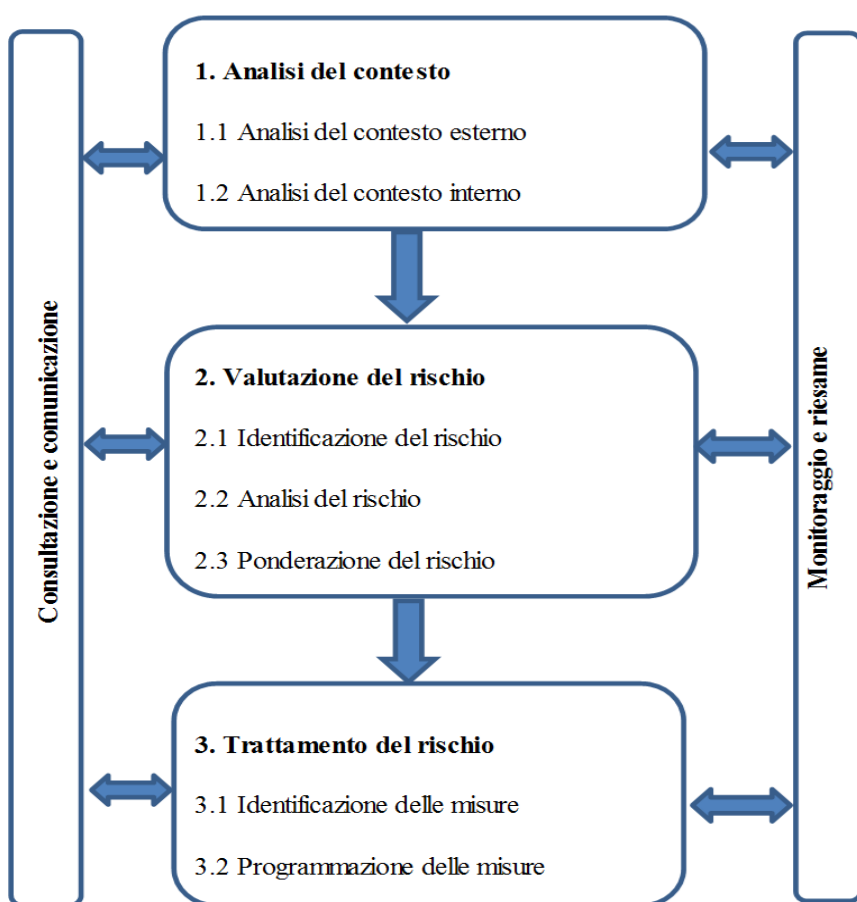 Consultazione e comunicazione
1. Analisi del contesto
1.1 Analisi del contesto esterno
1.2 Analisi del contesto interno
2. Valutazione del rischio
2.1 Identificazione del rischio
2.2 Analisi del rischio
2.3 Ponderazione del rischio
3. Trattamento del rischio
3.1 Identificazione delle misure
3.2 Programmazione delle misure
Monitoraggio e riesame